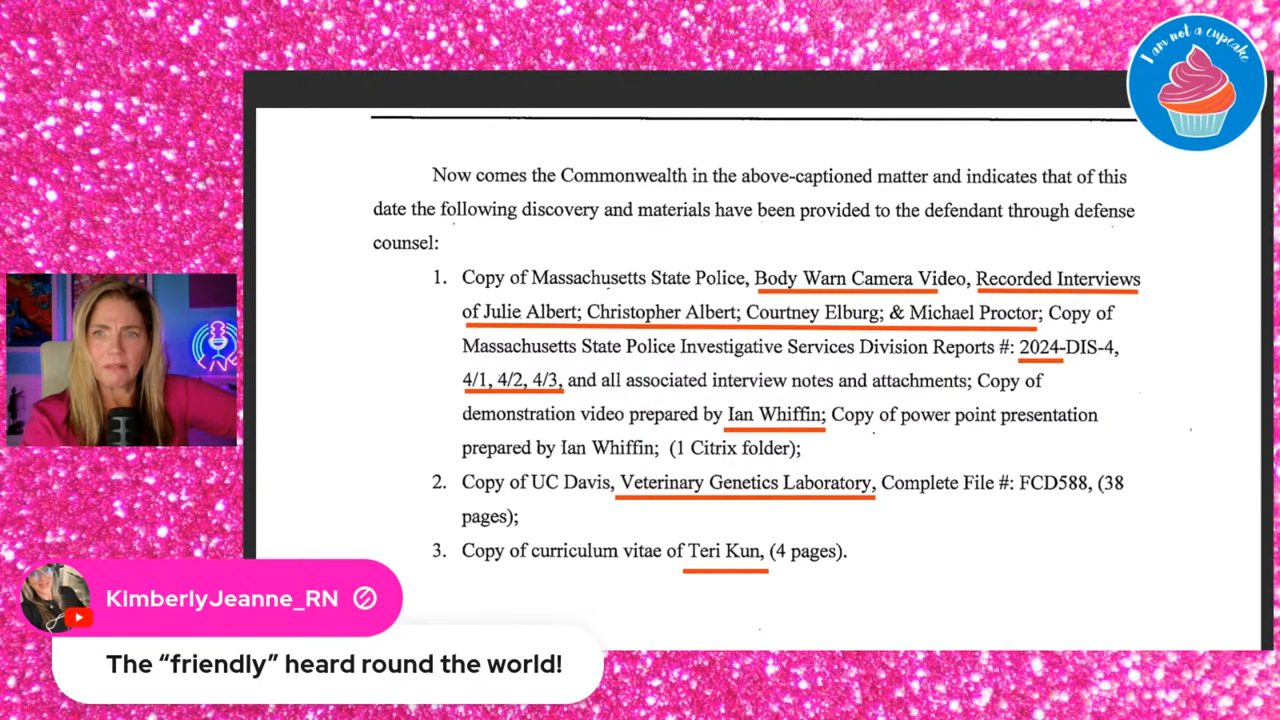 I am not a cupcake
Now comes the Commonwealth in the above-captioned matter and indicates that of this
date the following discovery and materials have been provided to the defendant through defense
counsel:
1. Copy of Massachusetts State Police, Body Warn Camera Video, Recorded Interviews
of Julie Albert; Christopher Albert; Courtney Elburg; & Michael Proctor; Copy of
Massachusetts State Police Investigative Services Division Reports #: 2024-DIS-4,
4/1, 4/2, 4/3, and all associated interview notes and attachments; Copy of
demonstration video prepared by Ian Whiffin; Copy of power point presentation
prepared by Ian Whiffin; (1 Citrix folder);
2. Copy of UC Davis, Veterinary Genetics Laboratory, Complete File #: FCD588, (38
pages);
3. Copy of curriculum vitae of Teri Kun, (4 pages).
KimberlyJeanne_RN
The “friendly” heard round the world!